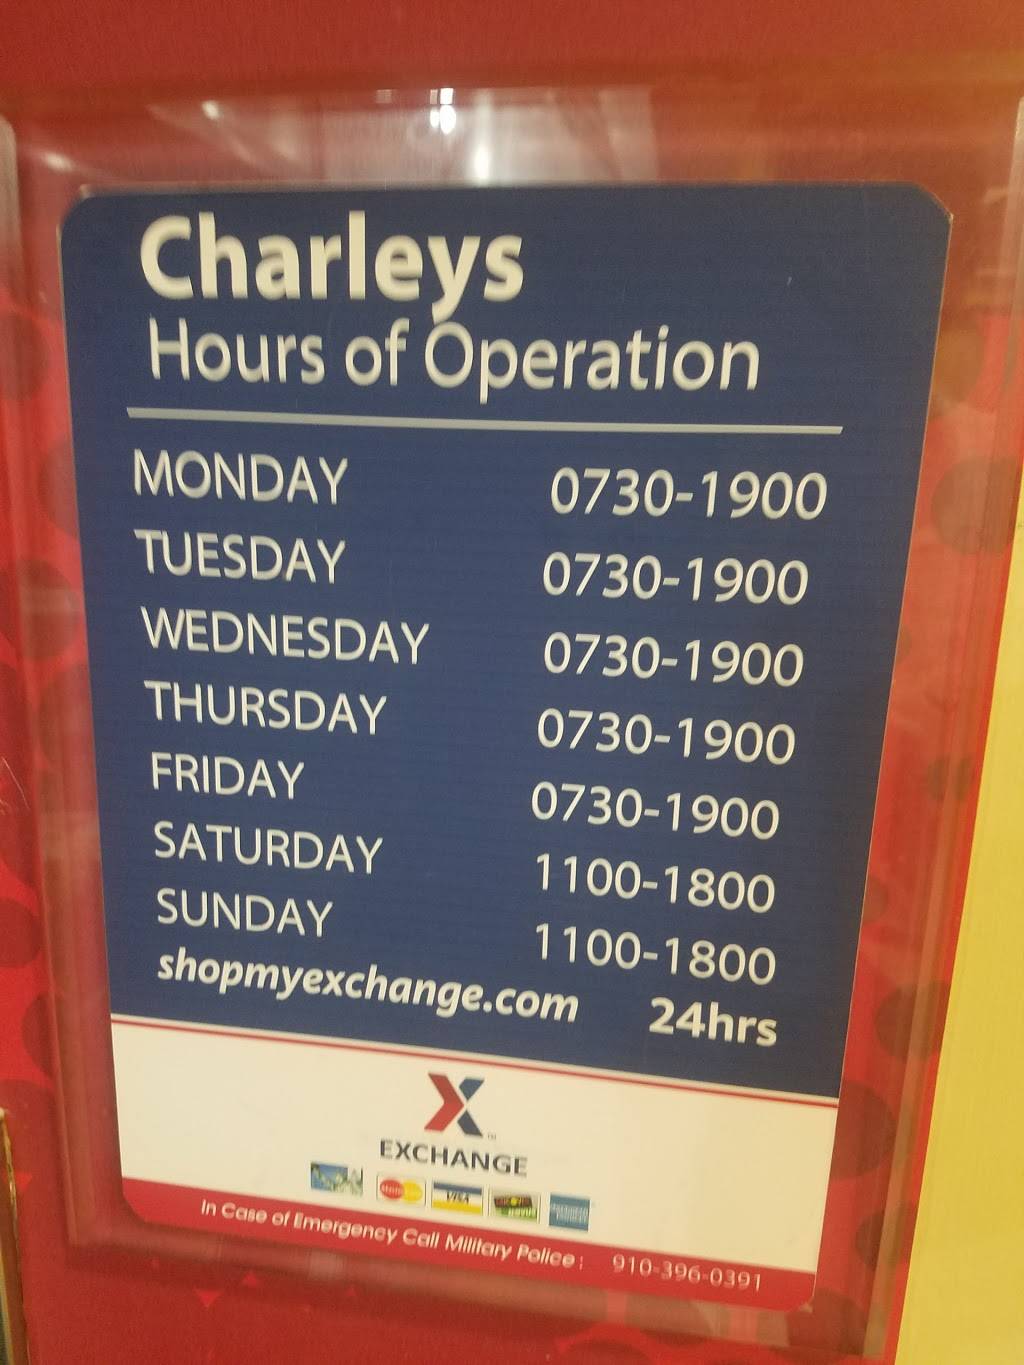 Charleys
Hours of Operation
MONDAY 0730-1900
TUESDAY 0730-1900
WEDNESDAY 0730-1900
THURSDAY 0730-1900
FRIDAY 0730-1900
SATURDAY 1100-1800
SUNDAY 1100-1800
shopmyexchange.com 24hrs
X™
EXCHANGE
VISA
In Case of Emergency Call Military Police: 910-396-0391